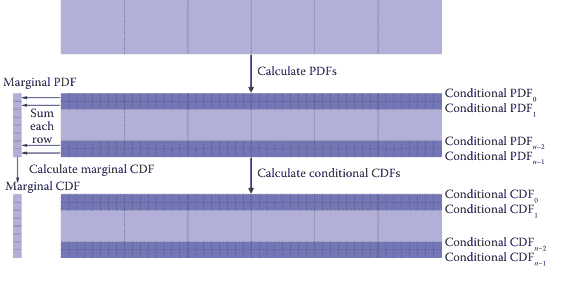 Calculate PDFs
Marginal PDF
Conditional PDF0
Conditional PDF1
Sum
each
row
Conditional PDFn–2
Conditional PDFn–1
Calculate marginal CDF
Calculate conditional CDFs
Marginal CDF
Conditional CDF0
Conditional CDF1
Conditional CDFn–2
Conditional CDFn–1